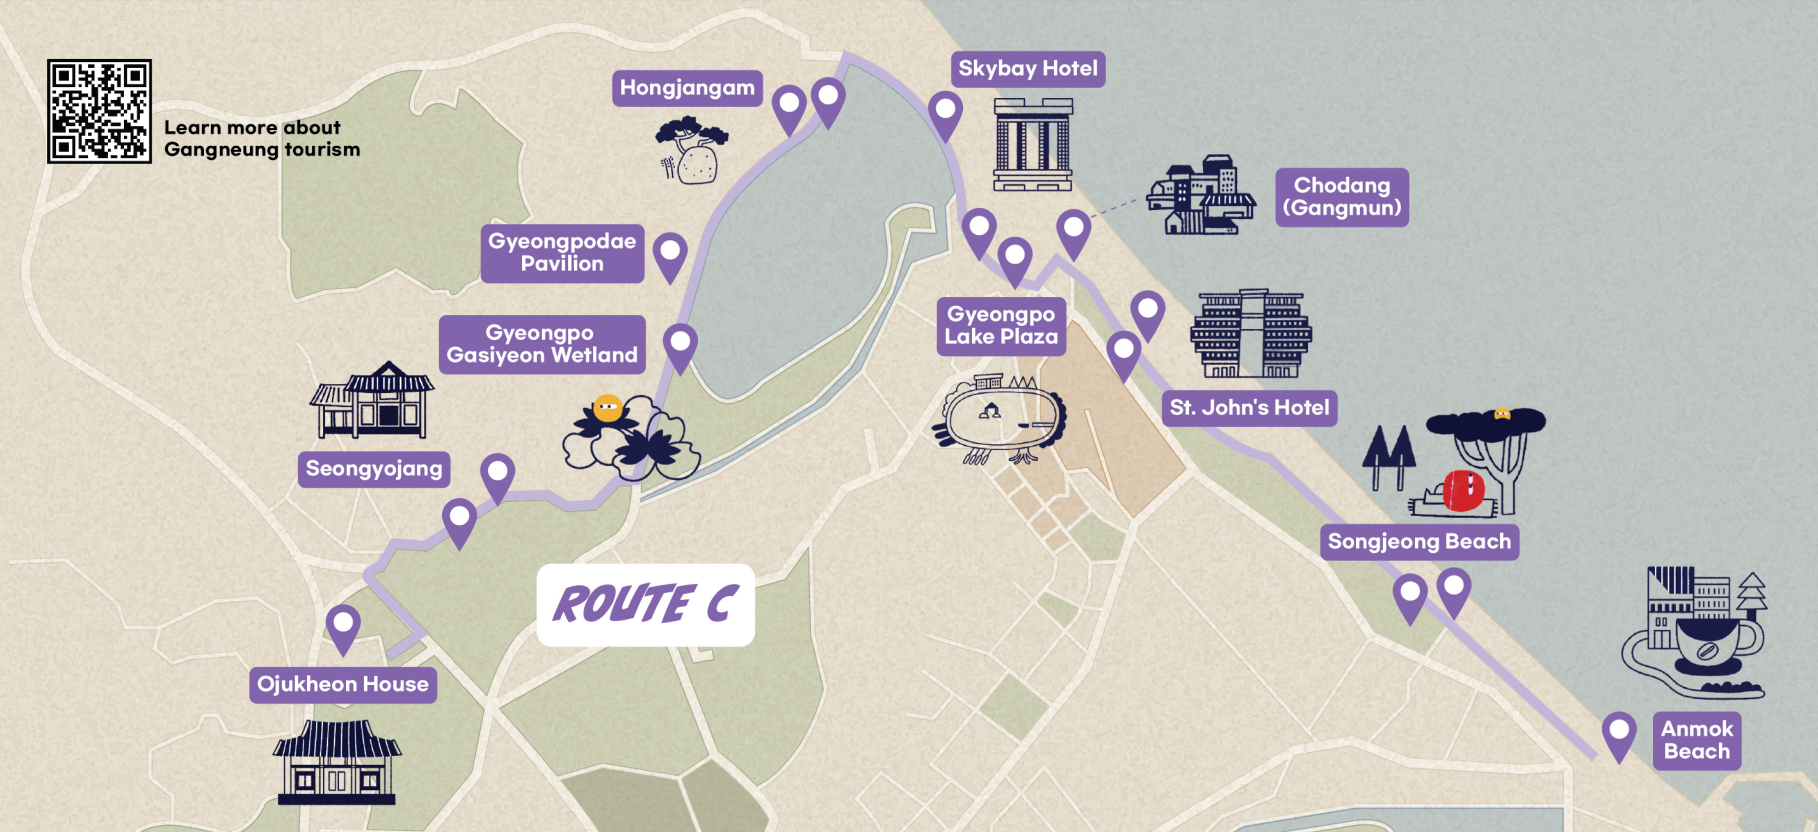 Learn more about
Gangneung tourism
Hongjangam
Skybay Hotel
Chodang
(Gangmun)
Gyeongpodae
Pavilion
Gyeongpo
Lake Plaza
Gyeongpo
Gasiyeon Wetland
St. John's Hotel
Seongyojang
Songjeong Beach
ROUTE C
Ojukheon House
Anmok
Beach